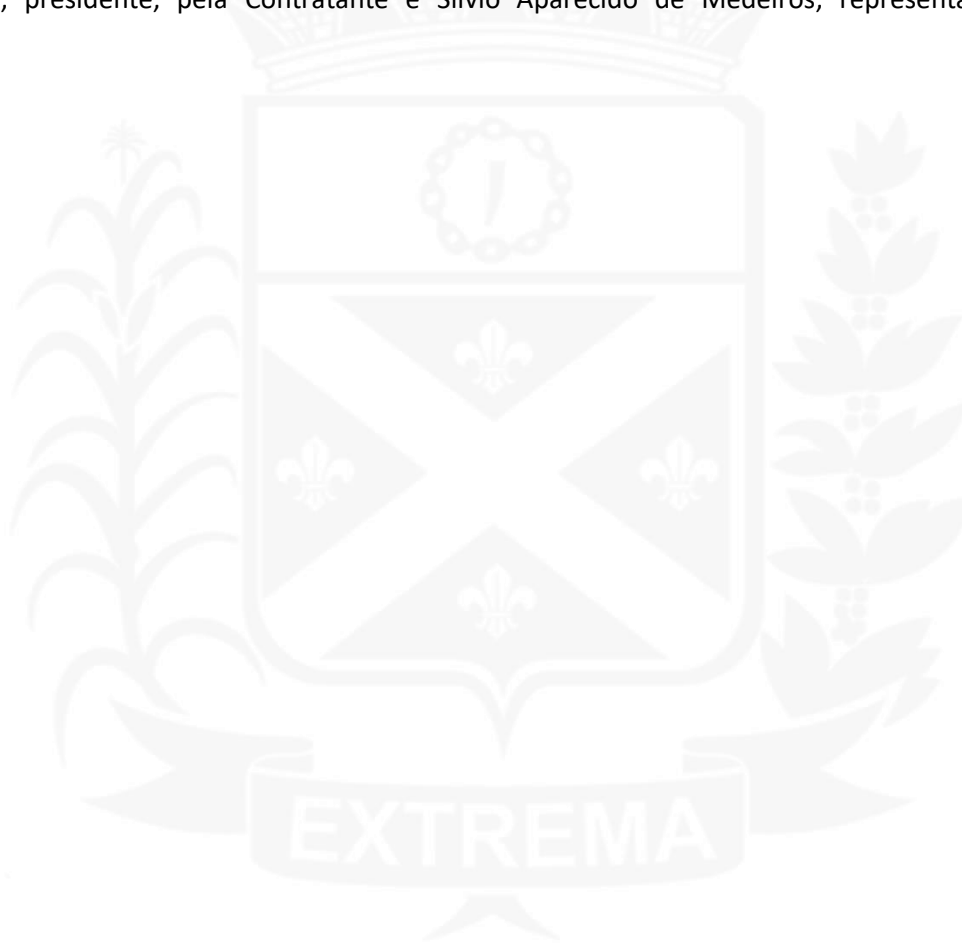 , presidente, pela Contratante e Silvio Aparecido de Medeiros, representa
EXTREMA